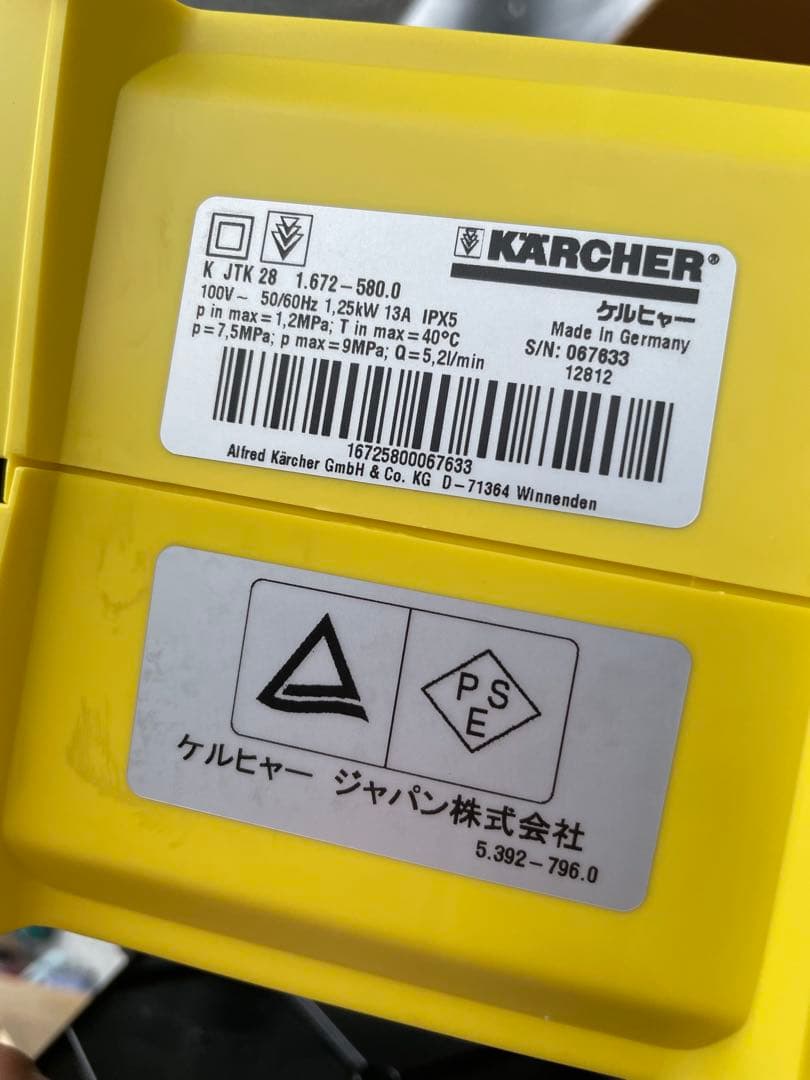 KÄRCHER®
K JTK 28 1.672-580.0
100V~ 50/60Hz 1,25kW 13A IPX5
p in max=1,2MPa; T in max=40°C
p=7,5MPa; p max=9MPa; Q=5,2l/min
ケルヒャー
Made in Germany
S/N: 067633
12812
16725800067633
Alfred Kärcher GmbH & Co. KG D-71364 Winnenden
PS
E
ケルヒャー ジャパン株式会社
5.392-796.0